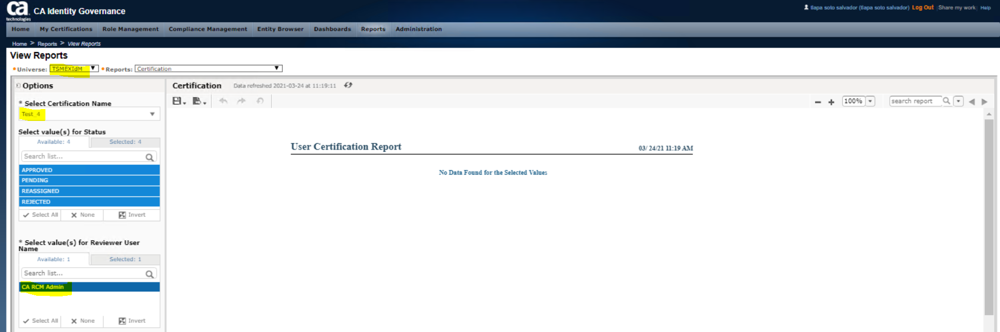 ca technologies CA Identity Governance
tlapa soto salvador (tlapa soto salvador) Log Out | Share my work | Help
Home My Certifications Role Management Compliance Management Entity Browser Dashboards Reports Administration
Home > Reports > View Reports
View Reports
Universe: TSMEXIdM Reports: Certification
Options
Certification Data refreshed 2021-03-24 at 11:19:11
* Select Certification Name
Test_4
100%
search report
Select value(s) for Status
Available: 4 Selected: 4
Search list...
APPROVED
PENDING
REASSIGNED
REJECTED
Select All None Invert
* Select value(s) for Reviewer User
Name
Available: 1 Selected: 1
Search list...
CA RCM Admin
Select All None Invert
User Certification Report 03/ 24/21 11:19 AM
No Data Found for the Selected Values